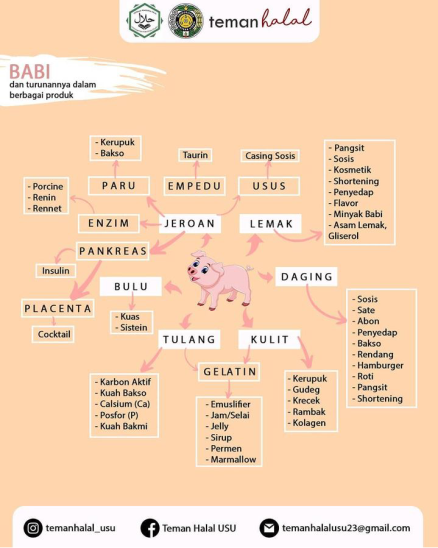 حلال
temanhalal
BABI
dan turunannya dalam
berbagai produk
- Kerupuk
- Bakso
PARU
Taurin
EMPEDU
Casing Sosis
USUS
- Pangsit
- Sosis
- Kosmetik
- Shortening
- Penyedap
- Flavor
- Minyak Babi
- Asam Lemak,
Gliserol
- Porcine
- Renin
- Rennet
ENZIM
JEROAN
LEMAK
PANKREAS
Insulin
PLACENTA
Cocktail
BULU
- Kuas
- Sistein
DAGING
- Sosis
- Sate
- Abon
- Penyedap
- Bakso
- Rendang
- Hamburger
- Roti
- Pangsit
- Shortening
TULANG
KULIT
GELATIN
- Karbon Aktif
- Kuah Bakso
- Calsium (Ca)
- Posfor (P)
- Kuah Bakmi
- Emuslifier
- Jam/Selai
- Jelly
- Sirup
- Permen
- Marmallow
- Kerupuk
- Gudeg
- Krecek
- Rambak
- Kolagen
temanhalal_usu
Teman Halal USU
temanhalalusu23@gmail.com